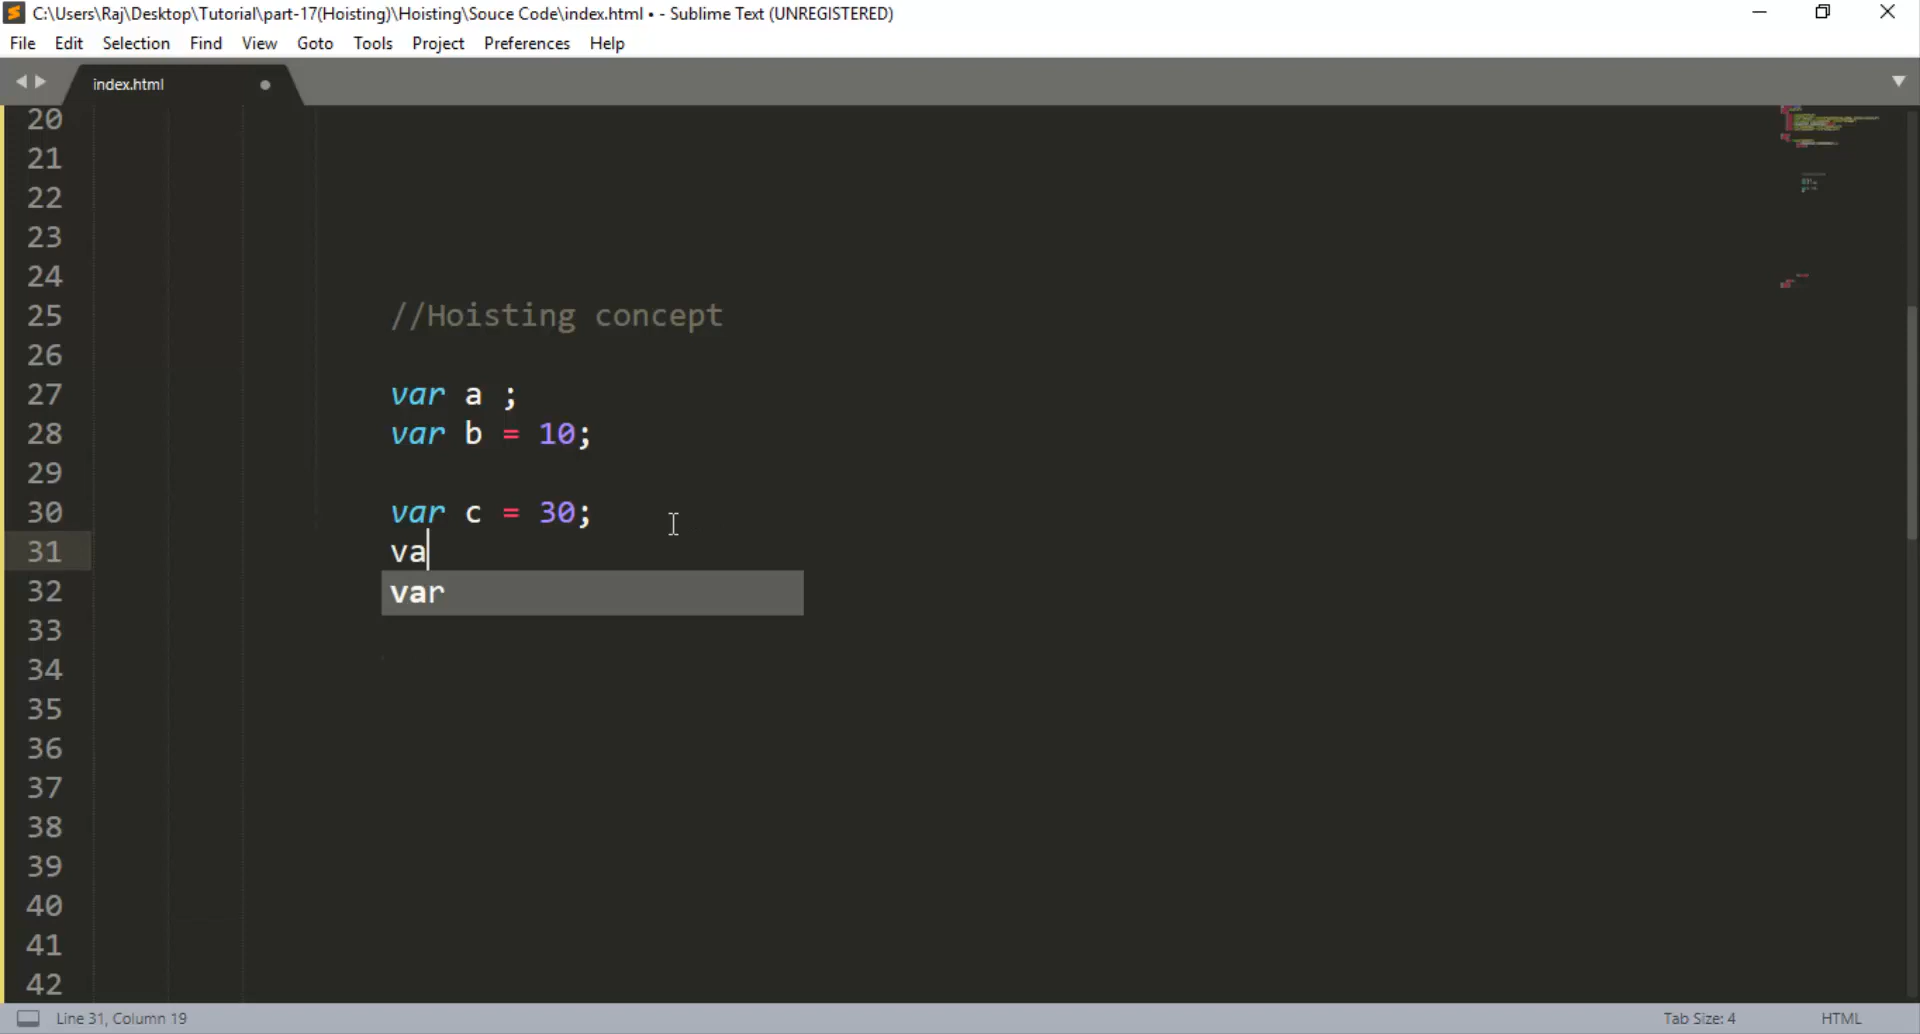 C:\Users\Raj\Desktop\Tutorial\part-17(Hoisting)\Hoisting\Souce Code\index.html • - Sublime Text (UNREGISTERED)
File Edit Selection Find View Goto Tools Project Preferences Help
index.html
20
21
22
23
24
25 //Hoisting concept
26
27 var a ;
28 var b = 10;
29
30 var c = 30;
31 va
32 var
33
34
35
36
37
38
39
40
41
42
Line 31, Column 19 Tab Size: 4 HTML